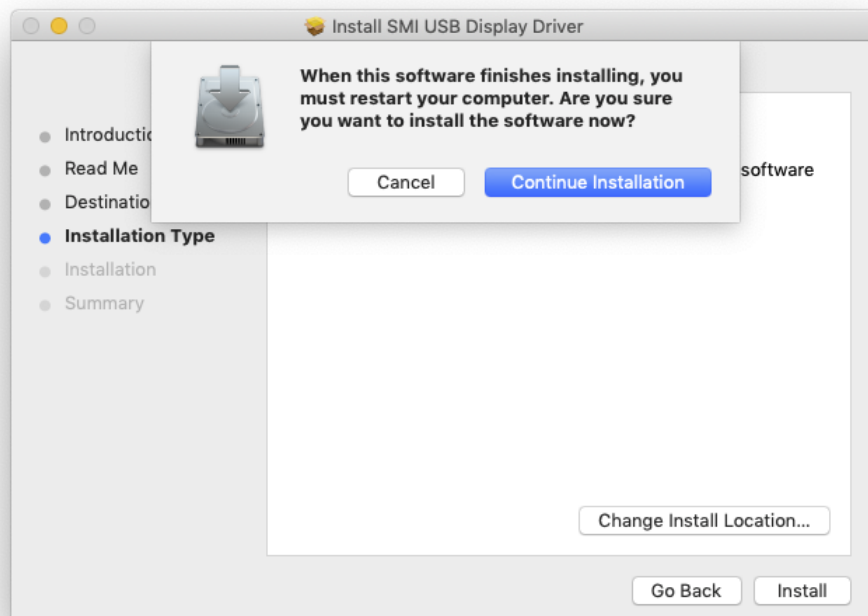 Install SMI USB Display Driver
When this software finishes installing, you
must restart your computer. Are you sure
you want to install the software now?
Cancel
Continue Installation
Introductio
Read Me
Destinatio
Installation Type
Installation
Summary
software
Change Install Location...
Go Back
Install